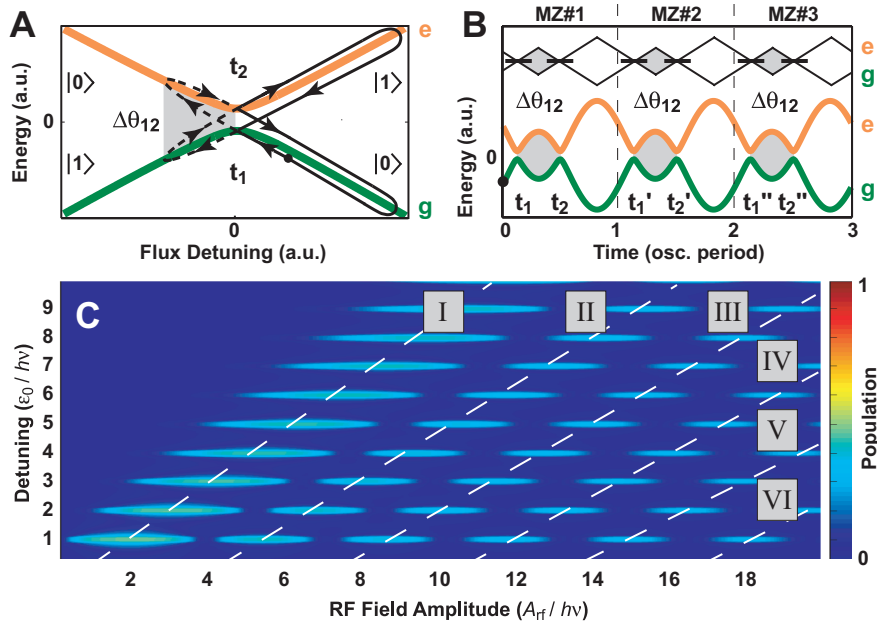 A
Energy (a.u.)
0
|0⟩
|1⟩
t2
Δθ12
t1
e
|1⟩
|0⟩
g
0
Flux Detuning (a.u.)
B
MZ#1 MZ#2 MZ#3
Energy (a.u.)
0
e
g
Δθ12 Δθ12 Δθ12
e
g
t1 t2 t1' t2' t1'' t2''
0 1 2 3
Time (osc. period)
C
Detuning (ε0 / hν)
9
8
7
6
5
4
3
2
1
I II III
IV
V
VI
2 4 6 8 10 12 14 16 18
RF Field Amplitude (Arf / hν)
1
Population
0